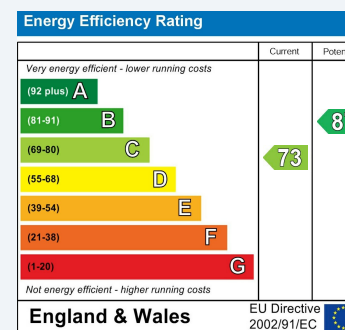 Energy Efficiency Rating
Current
Very energy efficient - lower running costs
(92 plus) A
(81-91) B
(69-80) C
73
(55-68) D
(39-54) E
(21-38) F
(1-20) G
Not energy efficient - higher running costs
England & Wales
EU Directive
2002/91/EC